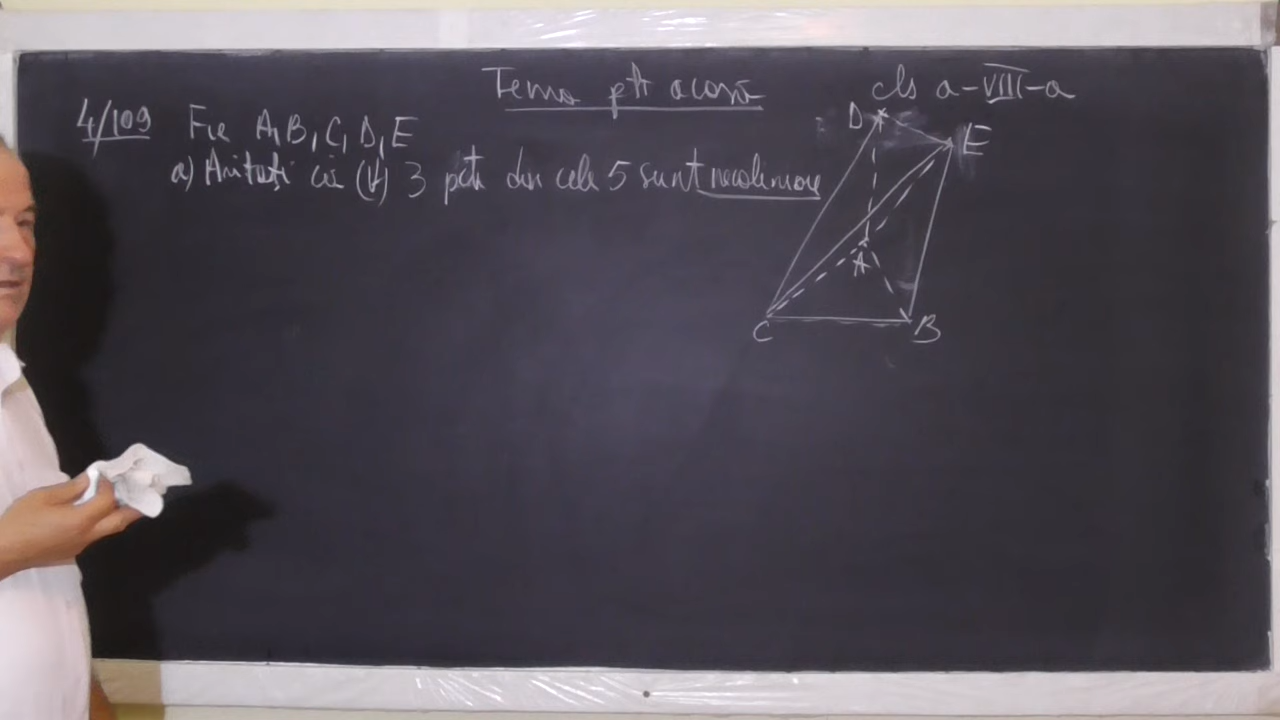 Tema ptr acasă
cls a-VIII-a
4/109 Fie A, B, C, D, E
a) Arătați că (∀) 3 pcte din cele 5 sunt necoliniare
D
E
A
C
B